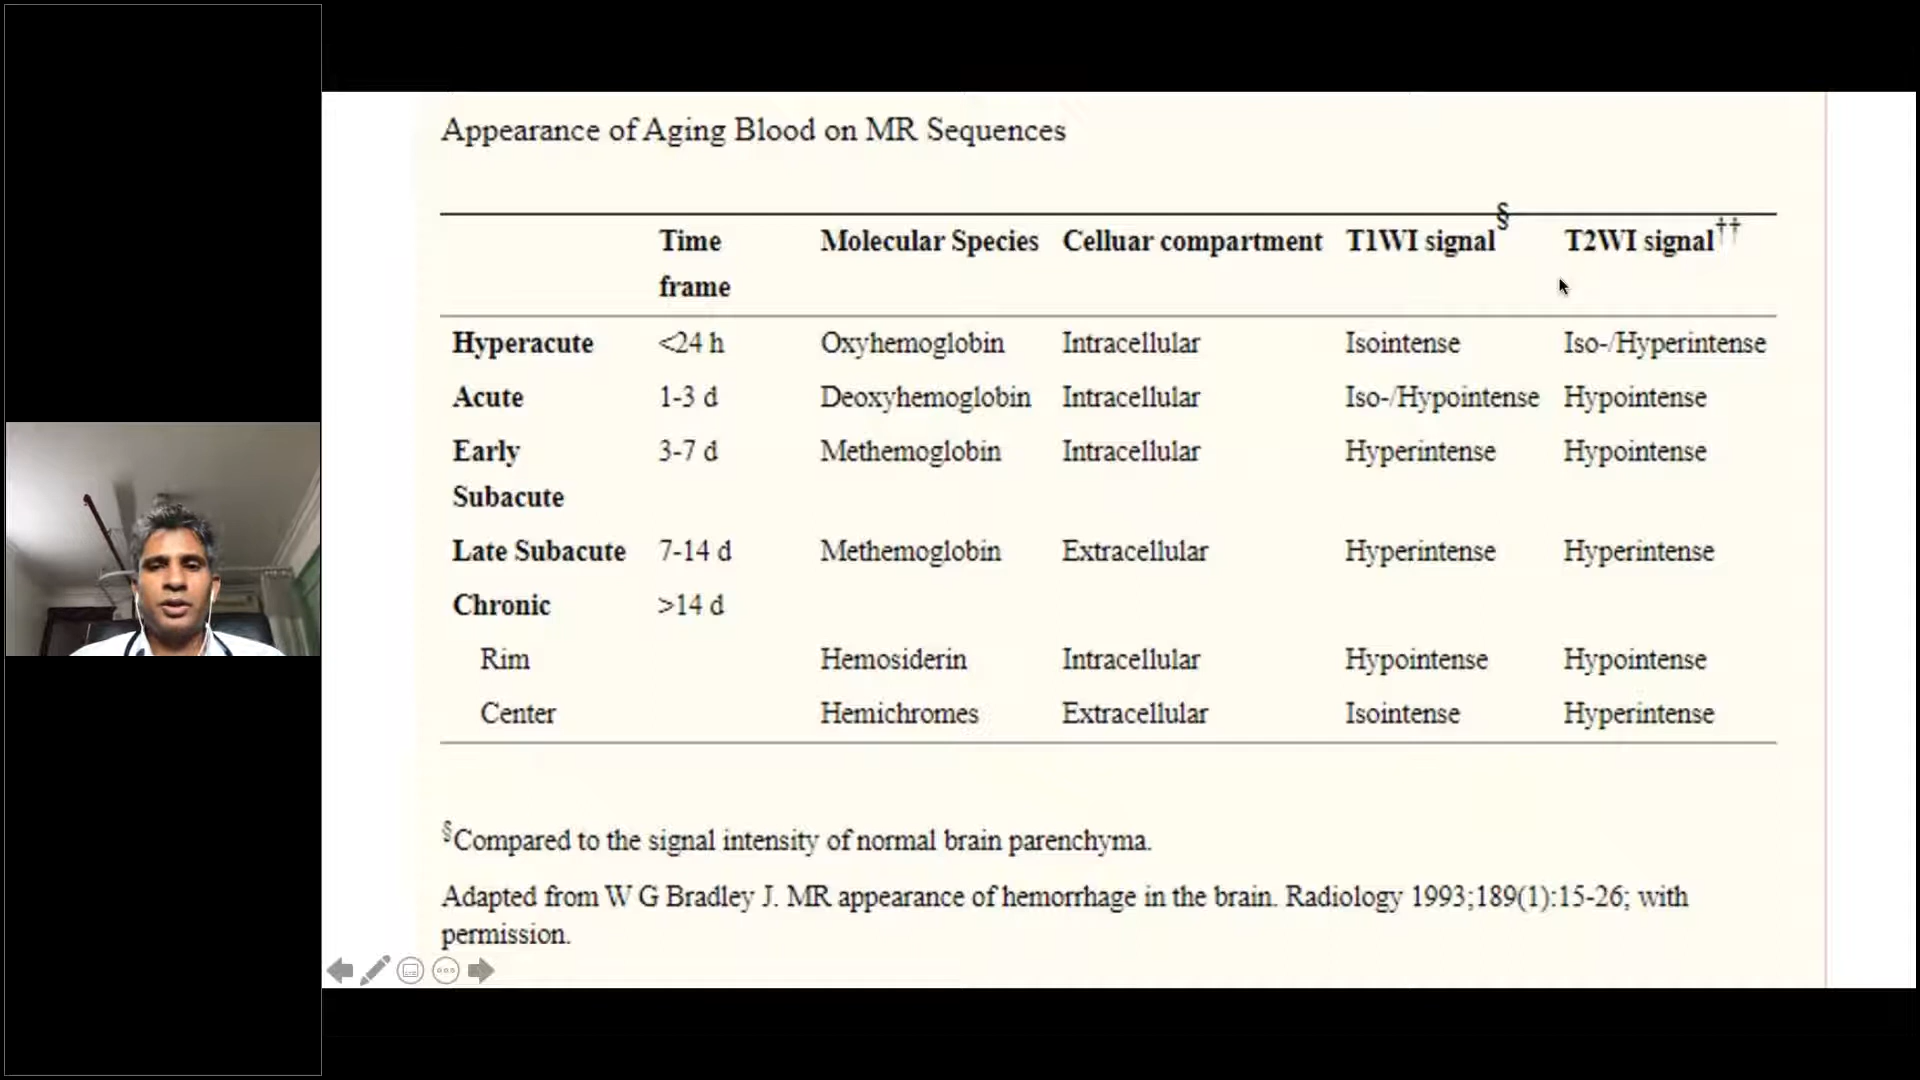 Appearance of Aging Blood on MR Sequences
Time frame Molecular Species Celluar compartment T1WI signal§ T2WI signal††
Hyperacute <24 h Oxyhemoglobin Intracellular Isointense Iso-/Hyperintense
Acute 1-3 d Deoxyhemoglobin Intracellular Iso-/Hypointense Hypointense
Early Subacute 3-7 d Methemoglobin Intracellular Hyperintense Hypointense
Late Subacute 7-14 d Methemoglobin Extracellular Hyperintense Hyperintense
Chronic >14 d
Rim Hemosiderin Intracellular Hypointense Hypointense
Center Hemichromes Extracellular Isointense Hyperintense
§Compared to the signal intensity of normal brain parenchyma.
Adapted from W G Bradley J. MR appearance of hemorrhage in the brain. Radiology 1993;189(1):15-26; with
permission.